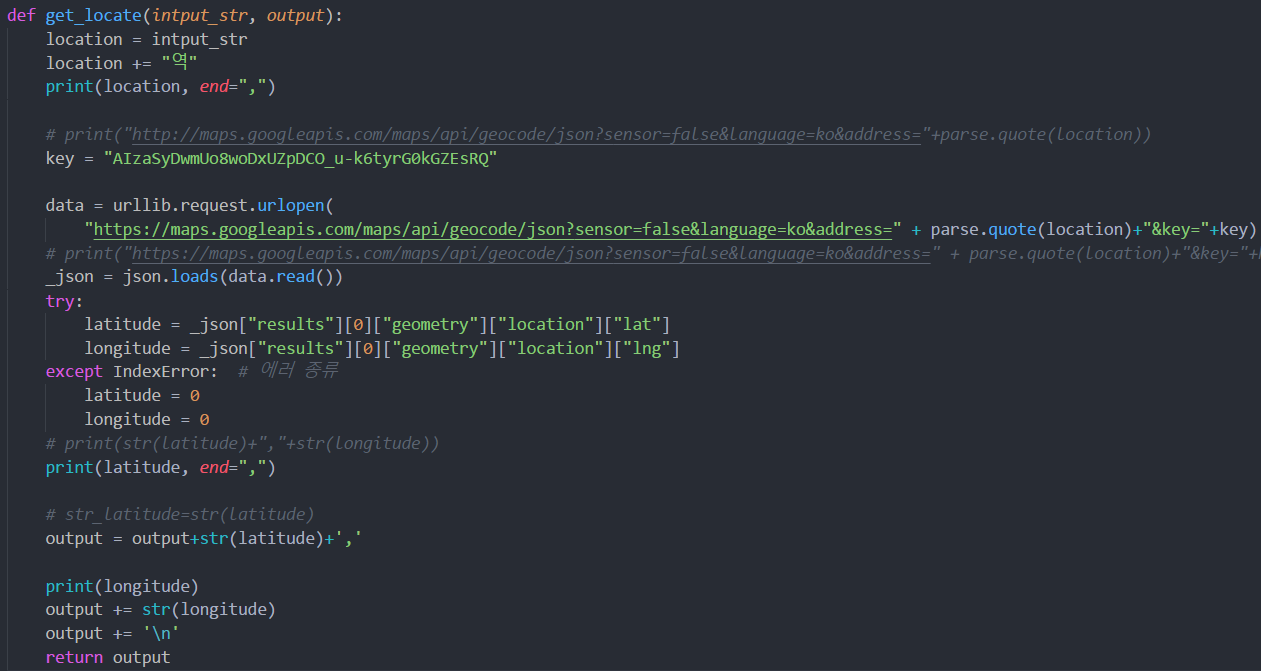 def get_locate(intput_str, output):
    location = intput_str
    location += "역"
    print(location, end=",")

    # print("http://maps.googleapis.com/maps/api/geocode/json?sensor=false&language=ko&address="+parse.quote(location))
    key = "AIzaSyDwmUo8woDxUZpDCO_u-k6tyrG0kGZEsRQ"

    data = urllib.request.urlopen(
        "https://maps.googleapis.com/maps/api/geocode/json?sensor=false&language=ko&address=" + parse.quote(location)+"&key="+key)
    # print("https://maps.googleapis.com/maps/api/geocode/json?sensor=false&language=ko&address=" + parse.quote(location)+"&key="+
    _json = json.loads(data.read())
    try:
        latitude = _json["results"][0]["geometry"]["location"]["lat"]
        longitude = _json["results"][0]["geometry"]["location"]["lng"]
    except IndexError:  # 에러 종류
        latitude = 0
        longitude = 0
    # print(str(latitude)+","+str(longitude))
    print(latitude, end=",")

    # str_latitude=str(latitude)
    output = output+str(latitude)+','

    print(longitude)
    output += str(longitude)
    output += '\n'
    return output